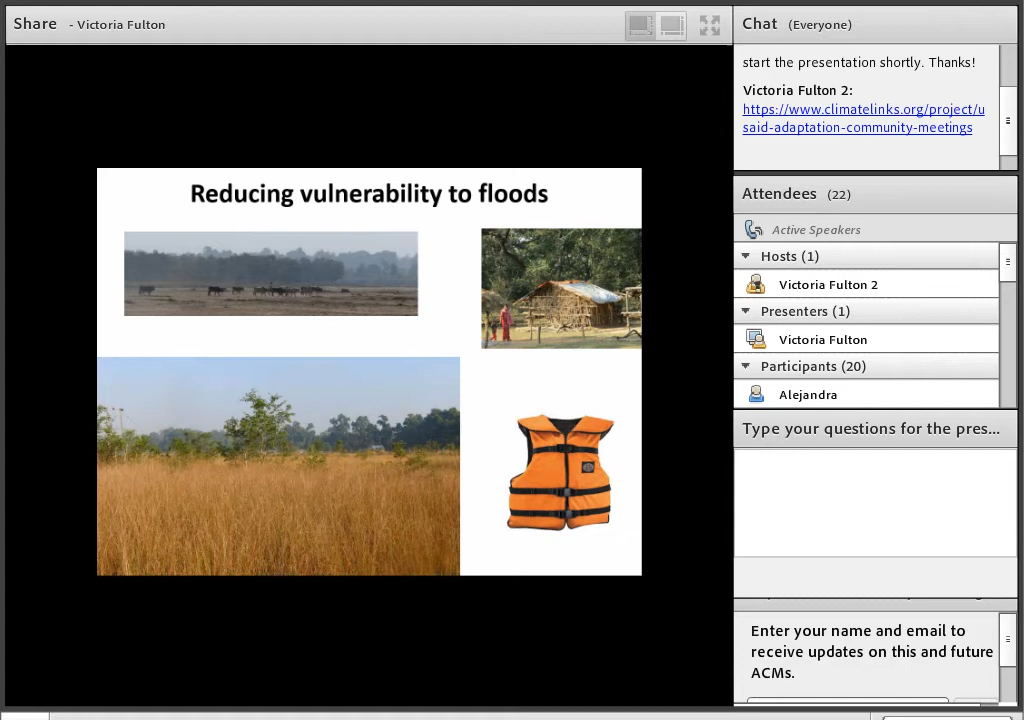 Share - Victoria Fulton
Reducing vulnerability to floods
Chat (Everyone)
start the presentation shortly. Thanks!
Victoria Fulton 2:
https://www.climatelinks.org/project/u
said-adaptation-community-meetings
Attendees (22)
Active Speakers
Hosts (1)
Victoria Fulton 2
Presenters (1)
Victoria Fulton
Participants (20)
Alejandra
Type your questions for the pres...
Enter your name and email to
receive updates on this and future
ACMs.